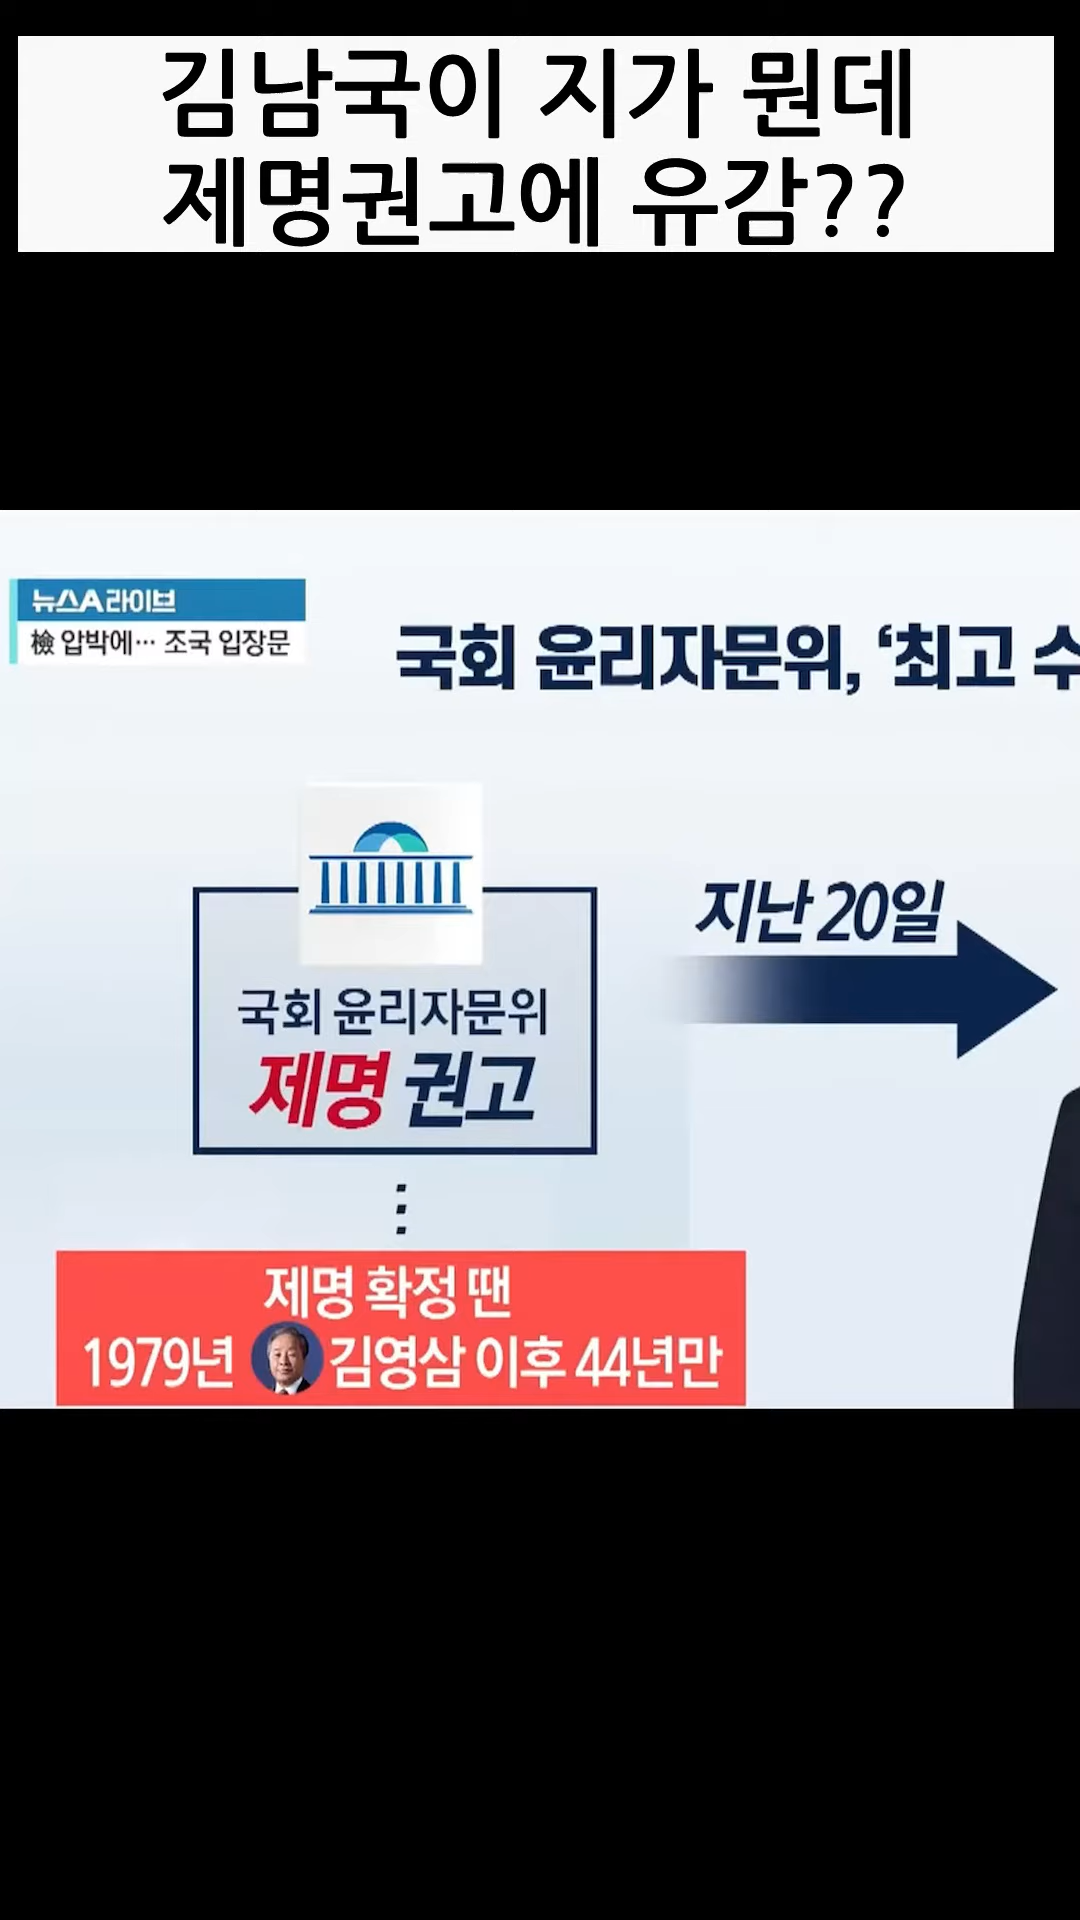 김남국이 지가 뭔데
제명권고에 유감??
뉴스A 라이브
檢 압박에… 조국 입장문
국회 윤리자문위, ‘최고 수
지난 20일
국회 윤리자문위
제명 권고
제명 확정 땐
1979년 김영삼 이후 44년만